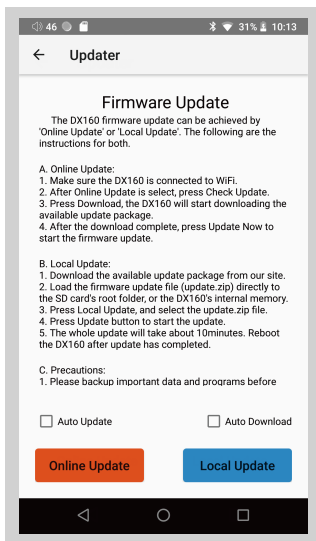 46 31% 10:13
Updater
Firmware Update
The DX160 firmware update can be achieved by
'Online Update' or 'Local Update'. The following are the
instructions for both.
A. Online Update:
1. Make sure the DX160 is connected to WiFi.
2. After Online Update is select, press Check Update.
3. Press Download, the DX160 will start downloading the
available update package.
4. After the download complete, press Update Now to
start the firmware update.
B. Local Update:
1. Download the available update package from our site.
2. Load the firmware update file (update.zip) directly to
the SD card's root folder, or the DX160's internal memory.
3. Press Local Update, and select the update.zip file.
4. Press Update button to start the update.
5. The whole update will take about 10minutes. Reboot
the DX160 after update has completed.
C. Precautions:
1. Please backup important data and programs before
Auto Update Auto Download
Online Update Local Update